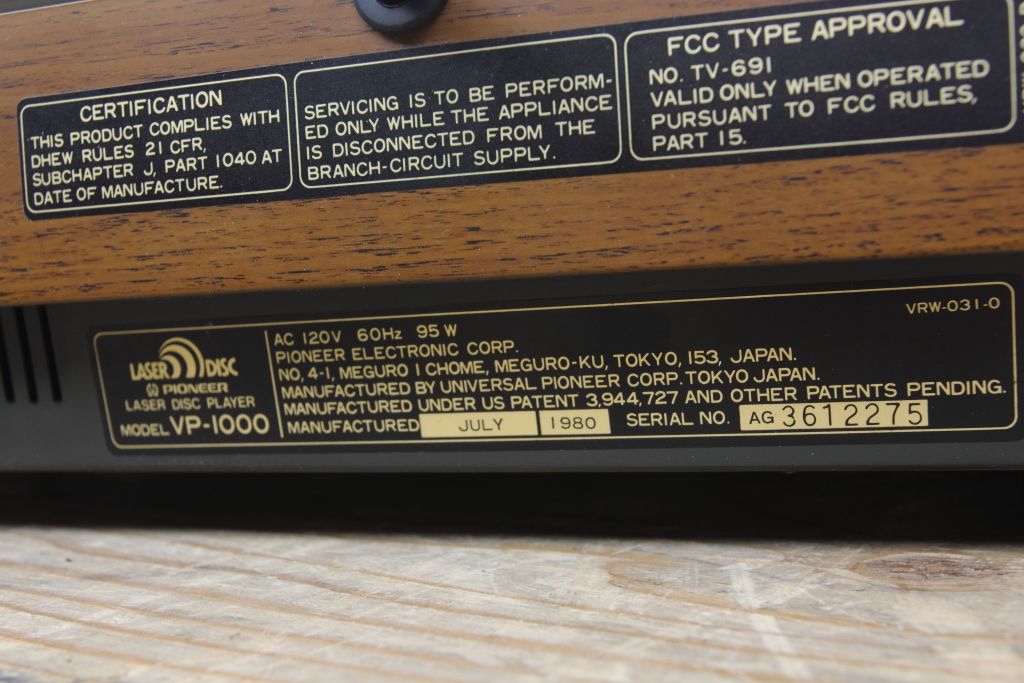 CERTIFICATION
THIS PRODUCT COMPLIES WITH
DHEW RULES 21 CFR,
SUBCHAPTER J, PART 1040 AT
DATE OF MANUFACTURE.
SERVICING IS TO BE PERFORM-
ED ONLY WHILE THE APPLIANCE
IS DISCONNECTED FROM THE
BRANCH-CIRCUIT SUPPLY.
FCC TYPE APPROVAL
NO. TV-691
VALID ONLY WHEN OPERATED
PURSUANT TO FCC RULES,
PART 15.
LASER DISC
PIONEER
LASER DISC PLAYER
MODEL VP-1000
VRW-031-0
AC 120V 60Hz 95 W
PIONEER ELECTRONIC CORP.
NO, 4-1, MEGURO 1 CHOME, MEGURO-KU, TOKYO, 153, JAPAN.
MANUFACTURED BY UNIVERSAL PIONEER CORP. TOKYO JAPAN.
MANUFACTURED UNDER US PATENT 3,944,727 AND OTHER PATENTS PENDING.
MANUFACTURED JULY 1980 SERIAL NO. AG 3612275